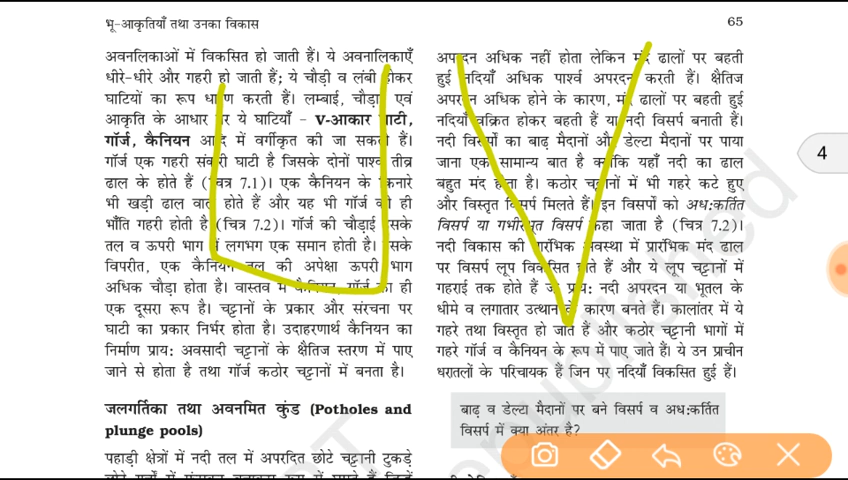 भू-आकृतियाँ तथा उनका विकास
65
अवनलिकाओं में विकसित हो जाती हैं। ये अवनालिकाएँ
धीरे-धीरे और गहरी हो जाती हैं; ये चौड़ी व लंबी होकर
घाटियों का रूप धारण करती हैं। लम्बाई, चौड़ाई एवं
आकृति के आधार पर ये घाटियाँ – V-आकार घाटी,
गॉर्ज, कैनियन आदि में वर्गीकृत की जा सकती हैं।
गॉर्ज एक गहरी संकरी घाटी है जिसके दोनों पार्श्व तीव्र
ढाल के होते हैं (चित्र 7.1)। एक कैनियन के किनारे
भी खड़ी ढाल वाले होते हैं और यह भी गॉर्ज की ही
भाँति गहरी होती है (चित्र 7.2)। गॉर्ज की चौड़ाई इसके
तल व ऊपरी भाग में लगभग एक समान होती है। इसके
विपरीत, एक कैनियन तल की अपेक्षा ऊपरी भाग
अधिक चौड़ा होता है। वास्तव में कैनियन, गॉर्ज का ही
एक दूसरा रूप है। चट्टानों के प्रकार और संरचना पर
घाटी का प्रकार निर्भर होता है। उदाहरणार्थ कैनियन का
निर्माण प्राय: अवसादी चट्टानों के क्षैतिज स्तरण में पाए
जाने से होता है तथा गॉर्ज कठोर चट्टानों में बनता है।
जलगर्तिका तथा अवनमित कुंड (Potholes and
plunge pools)
पहाड़ी क्षेत्रों में नदी तल में अपरदित छोटे चट्टानी टुकड़े
अपरदन अधिक नहीं होता लेकिन मंद ढालों पर बहती
हुई नदियाँ अधिक पार्श्व अपरदन करती हैं। क्षैतिज
अपरदन अधिक होने के कारण, मंद ढालों पर बहती हुई
नदियाँ वक्रित होकर बहती हैं या नदी विसर्प बनाती हैं।
नदी विसर्पों का बाढ़ मैदानों और डेल्टा मैदानों पर पाया
जाना एक सामान्य बात है क्योंकि यहाँ नदी का ढाल
बहुत मंद होता है। कठोर चट्टानों में भी गहरे कटे हुए
और विस्तृत विसर्प मिलते हैं। इन विसर्पों को अध:कर्तित
विसर्प या गभीरभूत विसर्प कहा जाता है (चित्र 7.2)।
नदी विकास की प्रारंभिक अवस्था में प्रारंभिक मंद ढाल
पर विसर्प लूप विकसित होते हैं और ये लूप चट्टानों में
गहराई तक होते हैं जो प्राय: नदी अपरदन या भूतल के
धीमे व लगातार उत्थान के कारण बनते हैं। कालांतर में ये
गहरे तथा विस्तृत हो जाते हैं और कठोर चट्टानी भागों में
गहरे गॉर्ज व कैनियन के रूप में पाए जाते हैं। ये उन प्राचीन
धरातलों के परिचायक हैं जिन पर नदियाँ विकसित हुई हैं।
बाढ़ व डेल्टा मैदानों पर बने विसर्प व अध:कर्तित
विसर्प में क्या अंतर है?
4